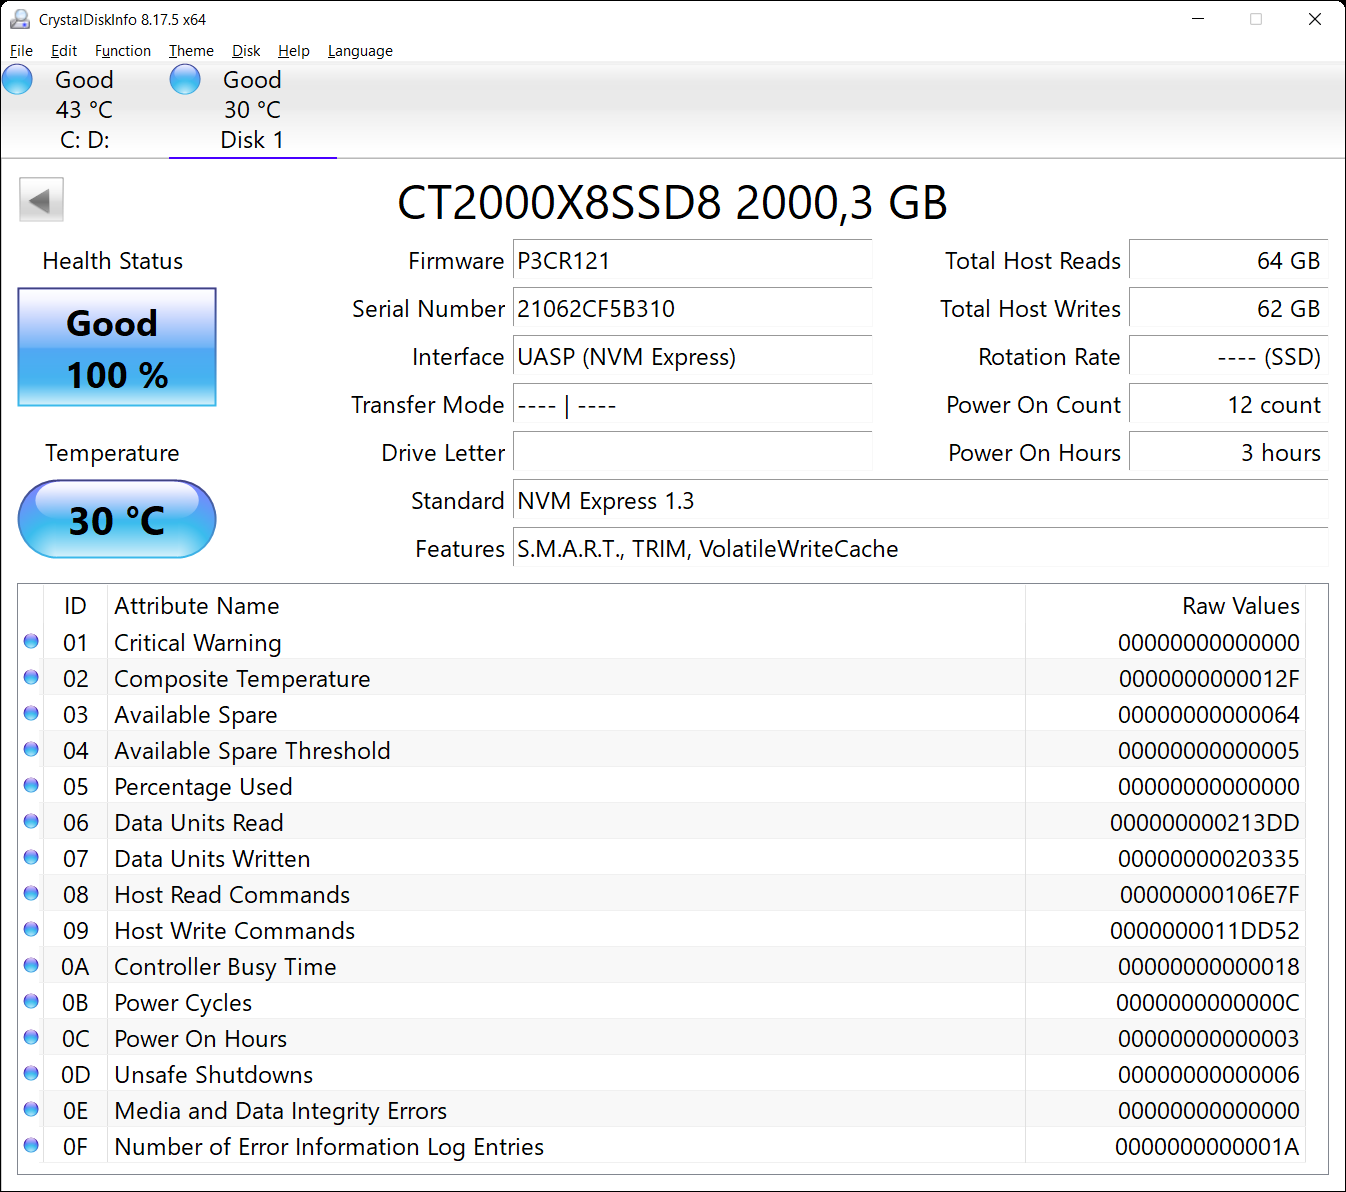 CrystalDiskInfo 8.17.5 x64
File Edit Function Theme Disk Help Language
Good Good
43 °C 30 °C
C: D: Disk 1
CT2000X8SSD8 2000,3 GB
Health Status
Good
100 %
Temperature
30 °C
Firmware P3CR121
Serial Number 21062CF5B310
Interface UASP (NVM Express)
Transfer Mode ---- | ----
Drive Letter
Standard NVM Express 1.3
Features S.M.A.R.T., TRIM, VolatileWriteCache
Total Host Reads 64 GB
Total Host Writes 62 GB
Rotation Rate ---- (SSD)
Power On Count 12 count
Power On Hours 3 hours
ID Attribute Name Raw Values
01 Critical Warning 00000000000000
02 Composite Temperature 0000000000012F
03 Available Spare 00000000000064
04 Available Spare Threshold 00000000000005
05 Percentage Used 00000000000000
06 Data Units Read 000000000213DD
07 Data Units Written 00000000020335
08 Host Read Commands 00000000106E7F
09 Host Write Commands 0000000011DD52
0A Controller Busy Time 00000000000018
0B Power Cycles 0000000000000C
0C Power On Hours 00000000000003
0D Unsafe Shutdowns 00000000000006
0E Media and Data Integrity Errors 00000000000000
0F Number of Error Information Log Entries 0000000000001A